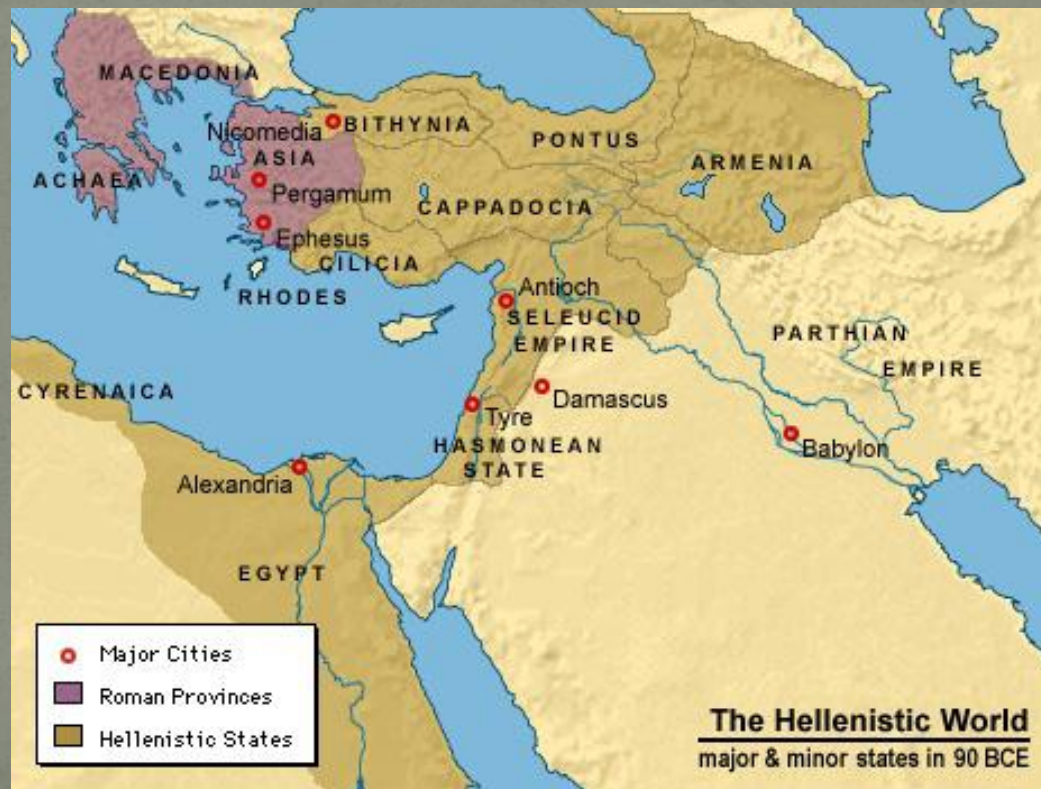 MACEDONIA
Nicomedia
BITHYNIA
PONTUS
ARMENIA
ASIA
ACHAEA
Pergamum
CAPPADOCIA
Ephesus
CILICIA
RHODES
Antioch
SELEUCID
EMPIRE
PARTHIAN
EMPIRE
CYRENAICA
Damascus
Tyre
HASMONEAN
STATE
Babylon
Alexandria
EGYPT
Major Cities
Roman Provinces
Hellenistic States
The Hellenistic World
major & minor states in 90 BCE